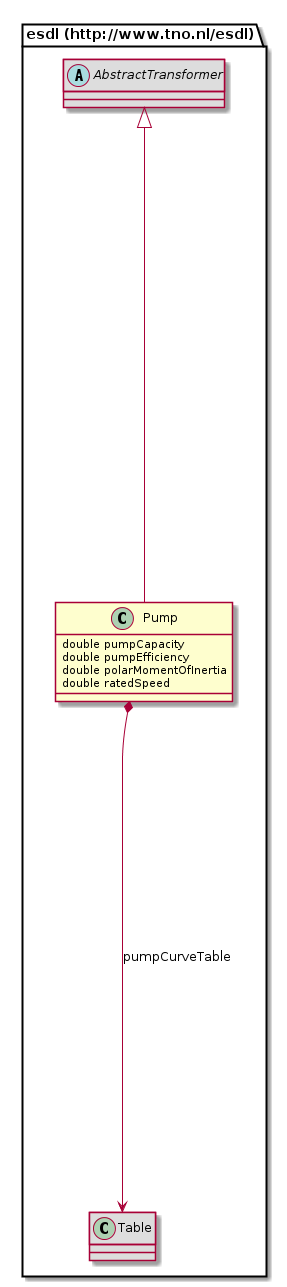 esdl (http://www.tno.nl/esdl)
A AbstractTransformer
C Pump
double pumpCapacity
double pumpEfficiency
double polarMomentOfInertia
double ratedSpeed
pumpCurveTable
C Table